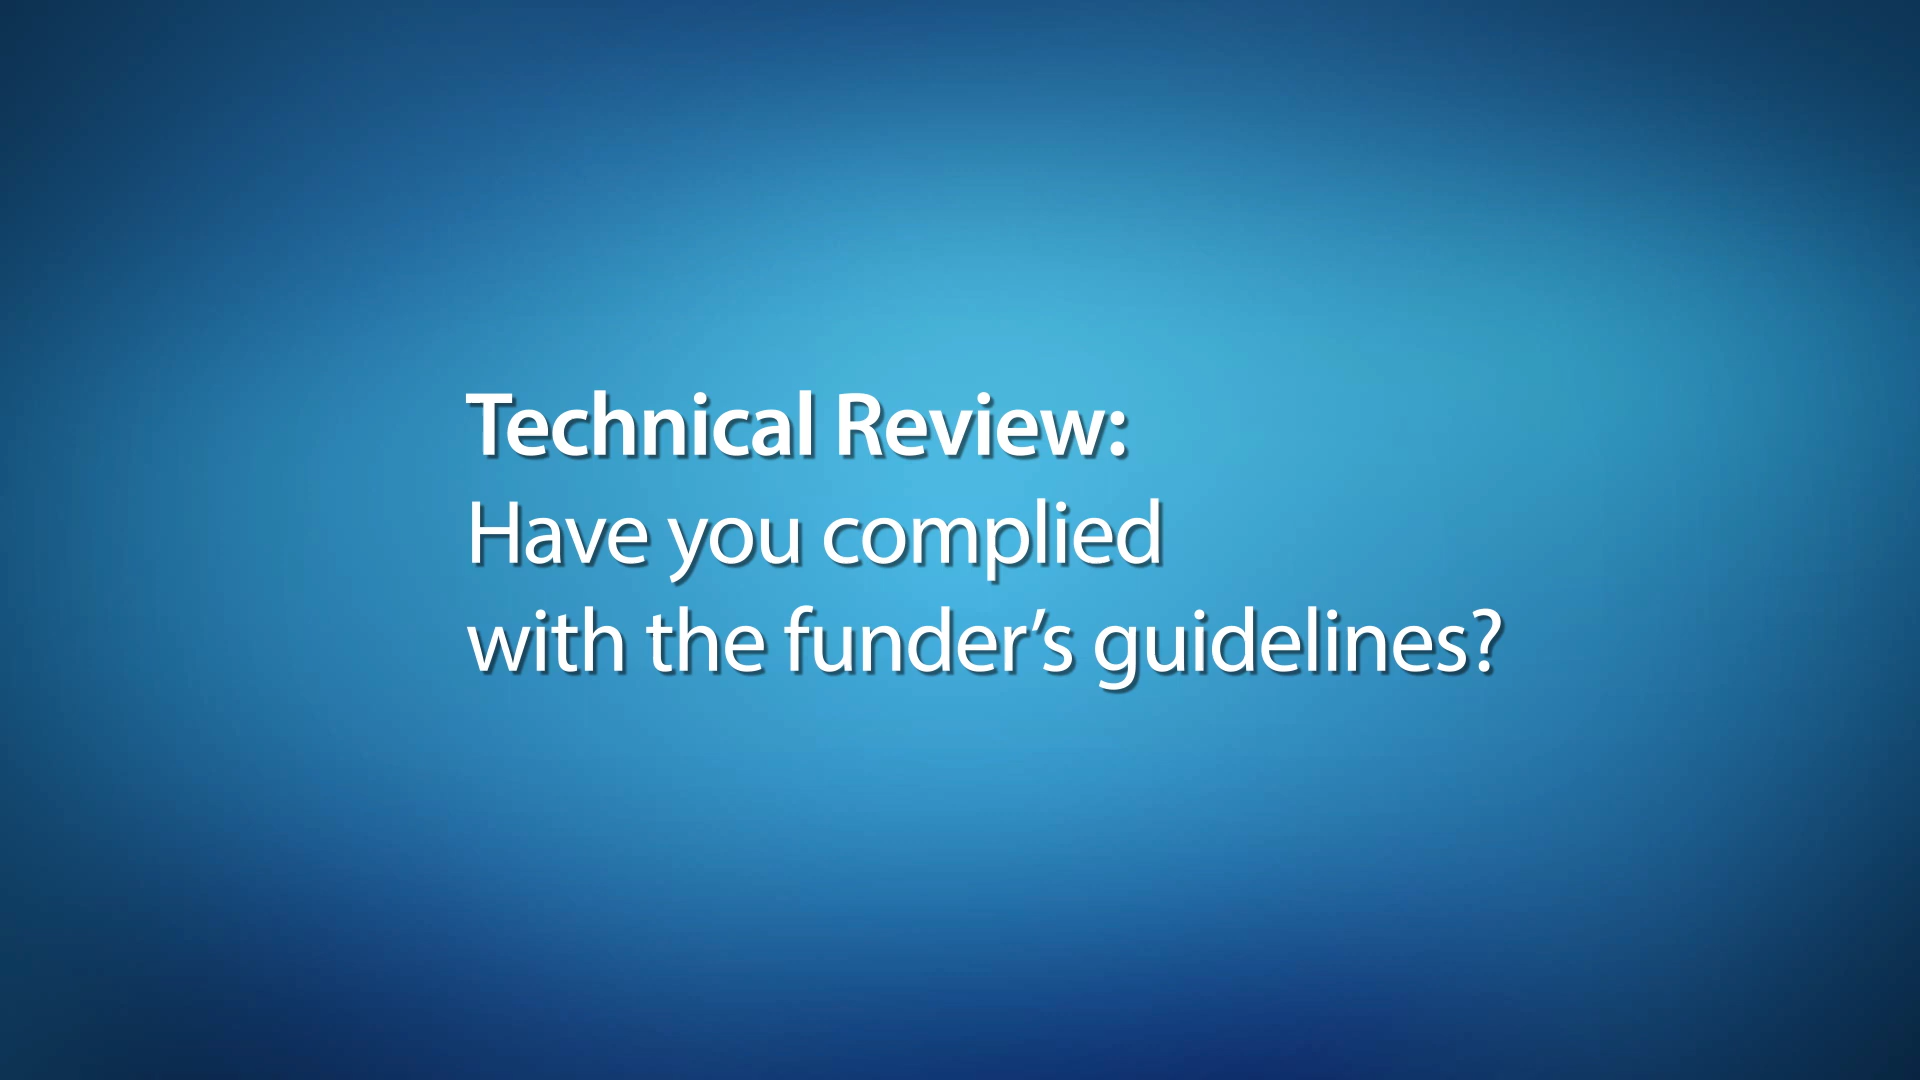 Technical Review:
Have you complied
with the funder’s guidelines?